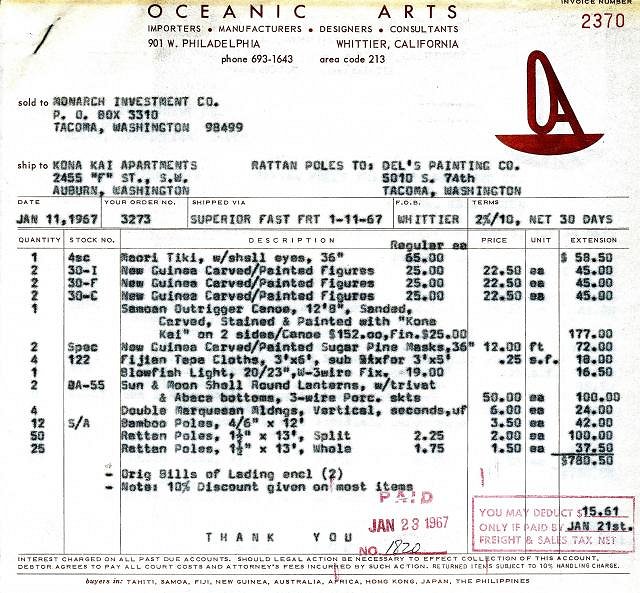 INVOICE NUMBER
OCEANIC ARTS
2370
IMPORTERS • MANUFACTURERS • DESIGNERS • CONSULTANTS
901 W. PHILADELPHIA WHITTIER, CALIFORNIA
phone 693-1643 area code 213
OA
sold to MONARCH INVESTMENT CO.
P. O. BOX 3310
TACOMA, WASHINGTON 98499
ship to KONA KAI APARTMENTS RATTAN POLES TO: DEL'S PAINTING CO.
2455 "F" ST., S.W. 5010 S. 74th
AUBURN, WASHINGTON TACOMA, WASHINGTON
DATE YOUR ORDER NO. SHIPPED VIA F.O.B. TERMS
JAN 11,1967 3273 SUPERIOR FAST FRT 1-11-67 WHITTIER 2%/10, NET 30 DAYS
QUANTITY STOCK NO. DESCRIPTION Regular ea PRICE UNIT EXTENSION
1 4sc Maori Tiki, w/shell eyes, 36" 65.00 $ 58.50
2 30-I New Guinea Carved/Painted Figures 25.00 22.50 ea 45.00
2 30-F New Guinea Carved/Painted Figures 25.00 22.50 ea 45.00
2 30-C New Guinea Carved/Painted Figures 25.00 22.50 ea 45.00
1 Samoan Outrigger Canoe, 12'8", Sanded,
Carved, Stained & Painted with "Kona
Kai" on 2 sides/Canoe $152.00,Fin.$25.00 177.00
2 Spec New Guinea Carved/Painted Sugar Pine Masks,36" 12.00 ft 72.00
4 122 Fijian Tapa Cloths, 3'x6', sub for 3'x5' .25 s.f. 18.00
1 Blowfish Light, 20/23",W-3wire Fix. 19.00 16.50
2 BA-55 Sun & Moon Shell Round Lanterns, w/trivat
& Abaca bottoms, 3-wire Porc. skts 50.00 ea 100.00
4 Double Marquesan Mldngs, Vertical, seconds,uf 6.00 ea 24.00
12 S/A Bamboo Poles, 4/6" x 12' 3.50 ea 42.00
50 Rattan Poles, 1½" x 13', Split 2.25 2.00 ea 100.00
25 Rattan Poles, 1½" x 13', Whole 1.75 1.50 ea 37.50
$780.50
- Orig Bills of Lading encl (2)
- Note: 10% Discount given on most items
PAID
JAN 23 1967
NO. 1820
YOU MAY DEDUCT $15.61
ONLY IF PAID BY JAN 21st.
FREIGHT & SALES TAX NET
THANK YOU
INTEREST CHARGED ON ALL PAST DUE ACCOUNTS. SHOULD LEGAL ACTION BE NECESSARY TO EFFECT COLLECTION OF THIS ACCOUNT,
DEBTOR AGREES TO PAY ALL COURT COSTS AND ATTORNEY'S FEES INCURRED BY SUCH ACTION. RETURNED ITEMS SUBJECT TO 10% HANDLING CHARGE.
buyers in: TAHITI, SAMOA, FIJI, NEW GUINEA, AUSTRALIA, AFRICA, HONG KONG, JAPAN, THE PHILIPPINES